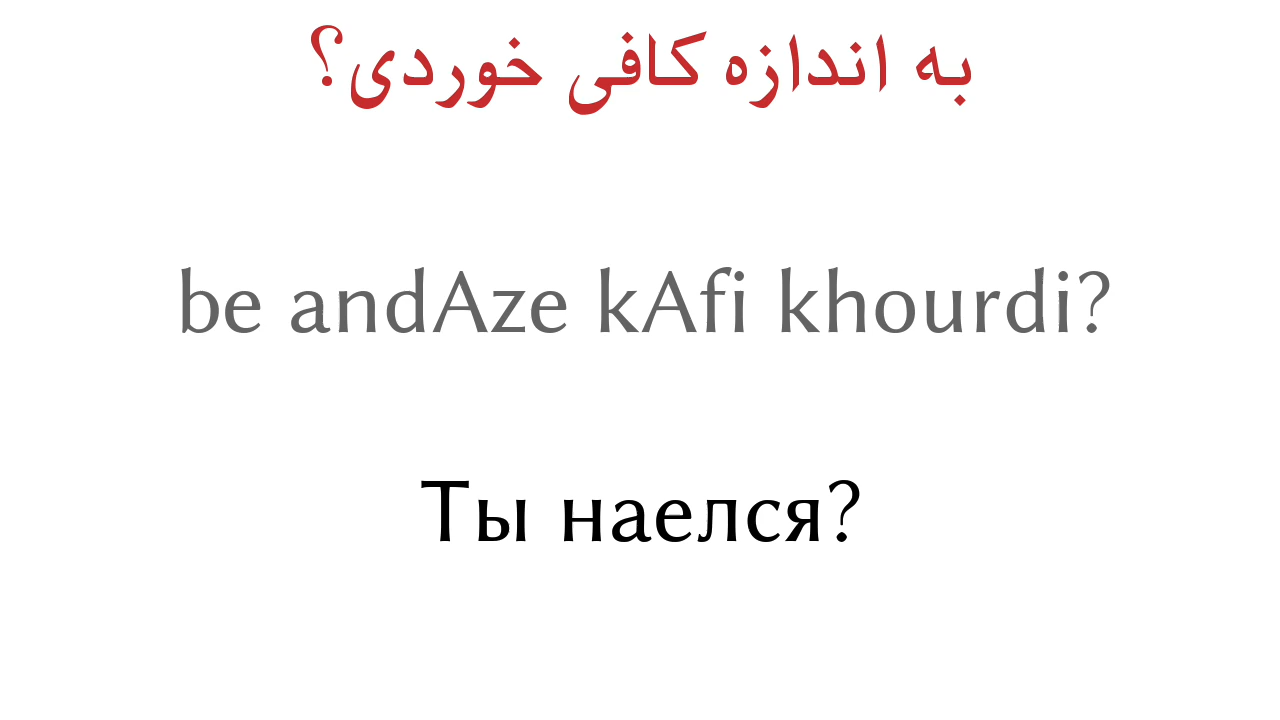 به اندازه کافی خوردی؟
be andAze kAfi khourdi?
Ты наелся?